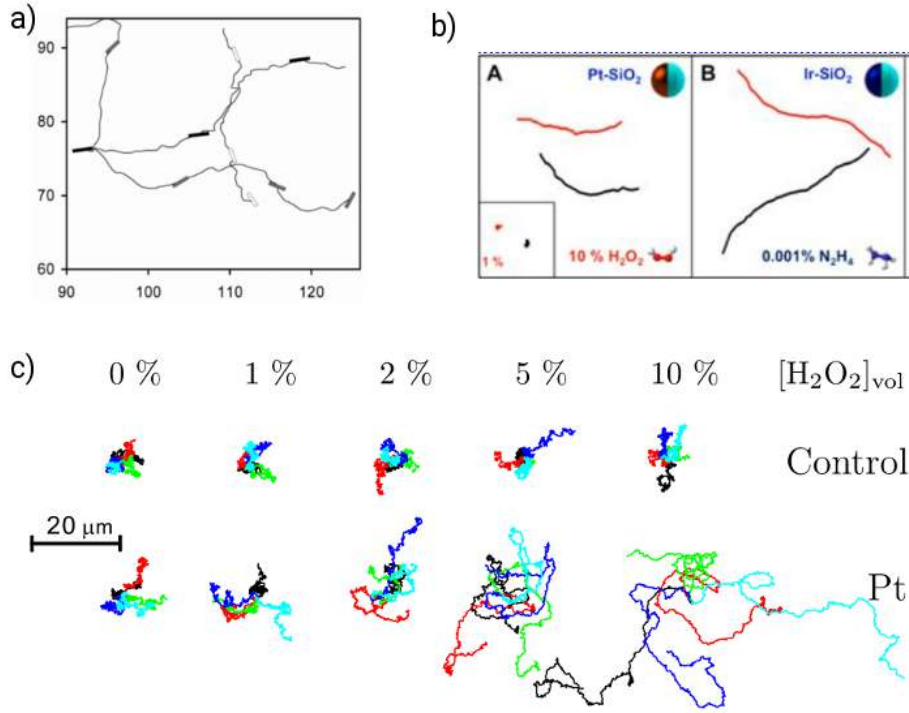 a)
94
90
80
70
60
90 100 110 120
b)
A Pt-SiO₂
1 %
10 % H₂O₂
B Ir-SiO₂
0.001% N₂H₄
c)
0 % 1 % 2 % 5 % 10 % [H₂O₂]vol
Control
20 µm
Pt